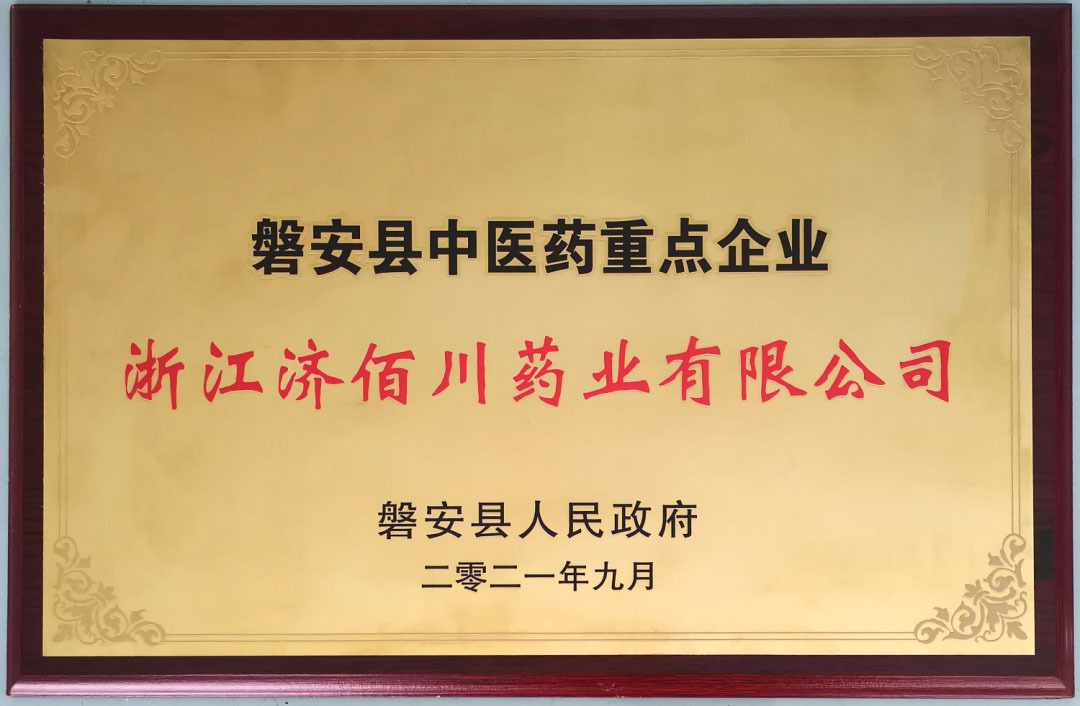 磐安县中医药重点企业
浙江济佰川药业有限公司
磐安县人民政府
二零二一年九月